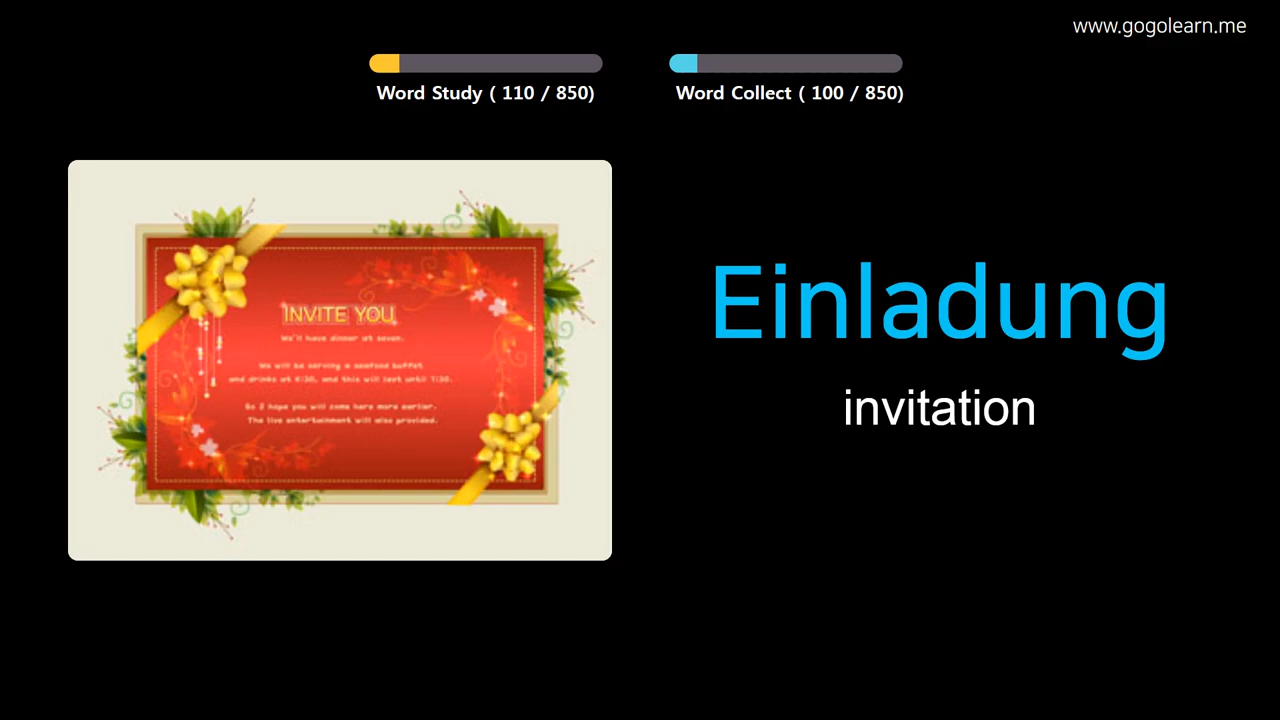 www.gogolearn.me
Word Study ( 110 / 850)
Word Collect ( 100 / 850)
INVITE YOU
We'll have dinner at seven.
We will be serving a seafood buffet
and drinks at 6:30, and this will last until 7:30.
So I hope you will come here more earlier.
The live entertainment will also provided.
Einladung
invitation